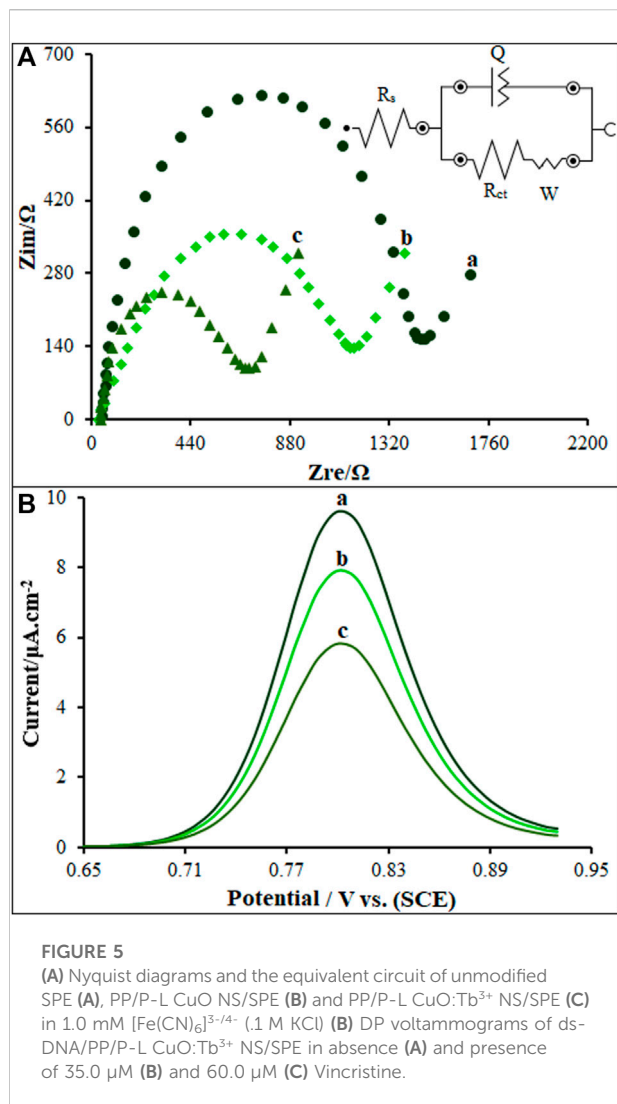 A
700
560
420
280
140
0
Zim/Ω
Rs
Q
Rct
W
C
c
b
a
0 440 880 1320 1760 2200
Zre/Ω
B
10
8
6
4
2
0
Current/µA.cm-2
a
b
c
0.65 0.71 0.77 0.83 0.89 0.95
Potential / V vs. (SCE)
FIGURE 5
(A) Nyquist diagrams and the equivalent circuit of unmodified
SPE (A), PP/P-L CuO NS/SPE (B) and PP/P-L CuO:Tb³⁺ NS/SPE (C)
in 1.0 mM [Fe(CN)₆]³⁻/⁴⁻ (.1 M KCl) (B) DP voltammograms of ds-
DNA/PP/P-L CuO:Tb³⁺ NS/SPE in absence (A) and presence
of 35.0 µM (B) and 60.0 µM (C) Vincristine.